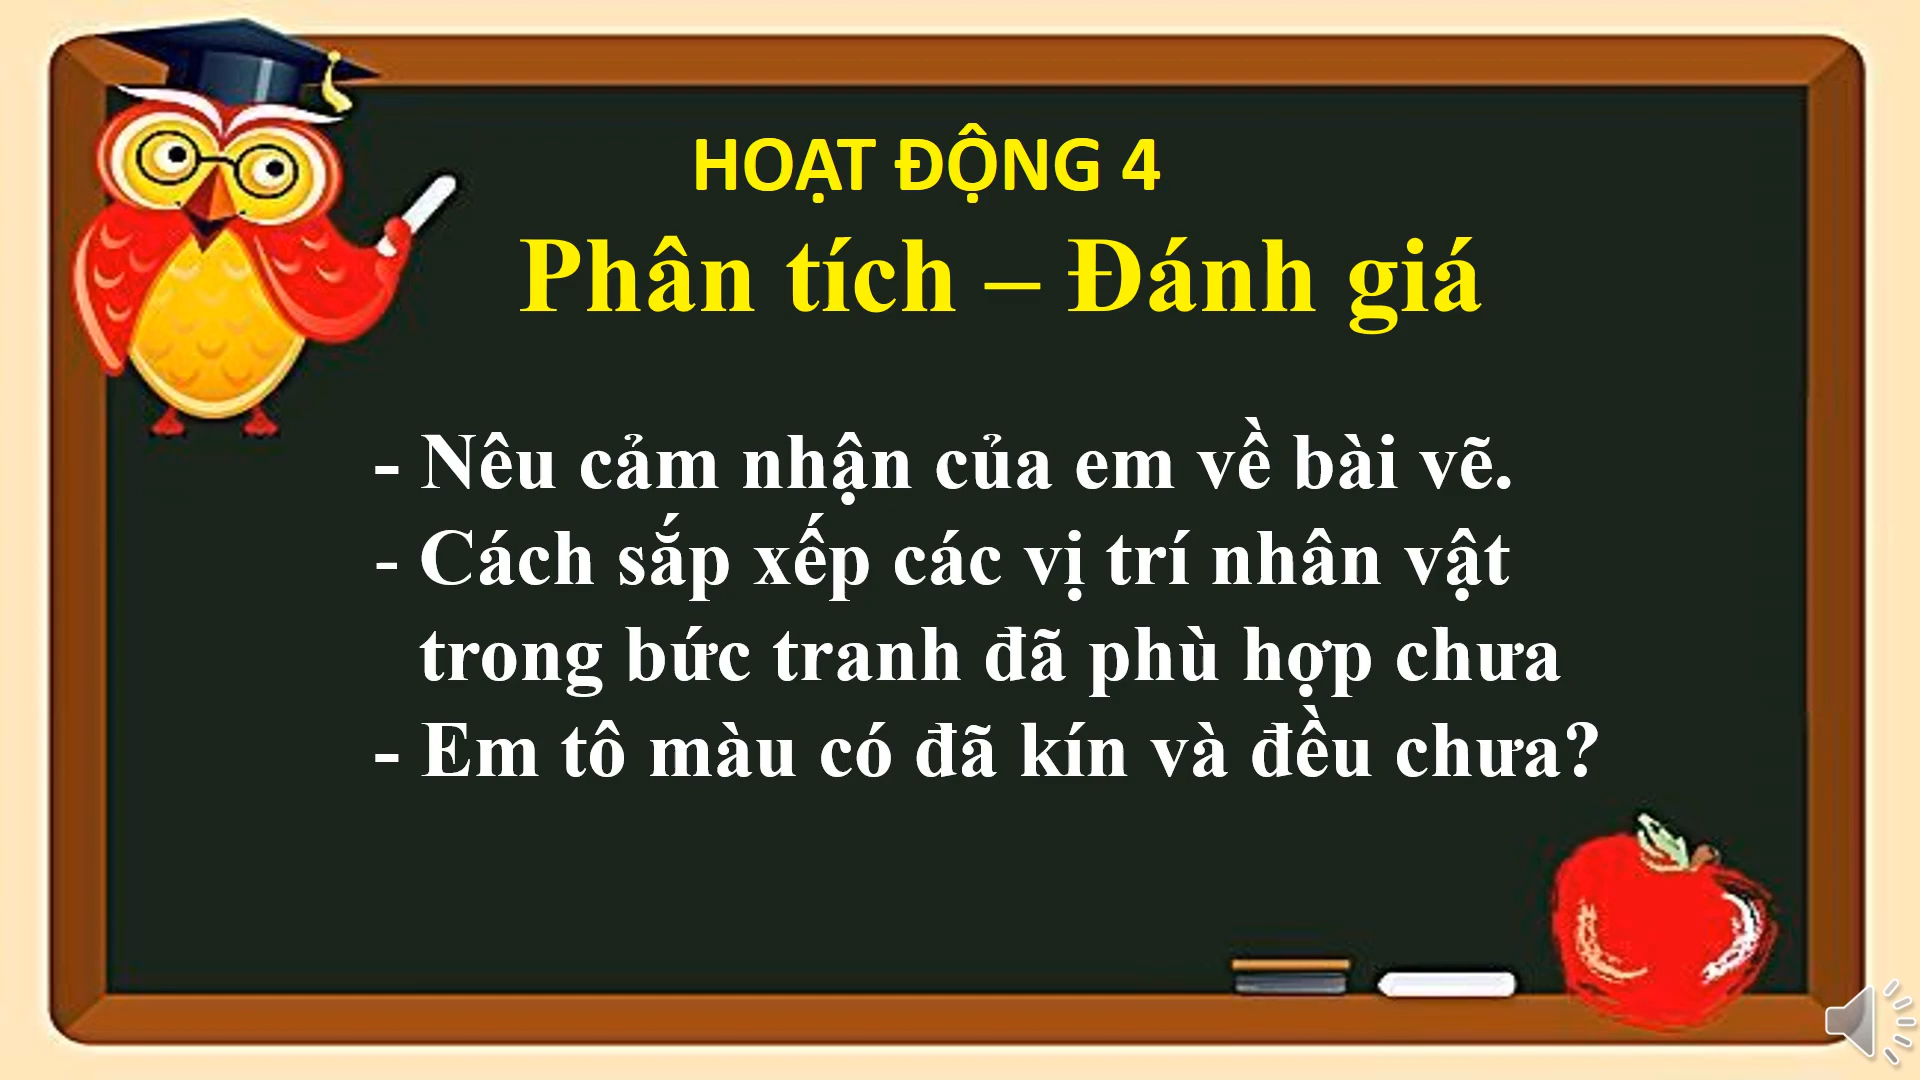 HOẠT ĐỘNG 4
Phân tích – Đánh giá
- Nêu cảm nhận của em về bài vẽ.
- Cách sắp xếp các vị trí nhân vật
trong bức tranh đã phù hợp chưa
- Em tô màu có đã kín và đều chưa?